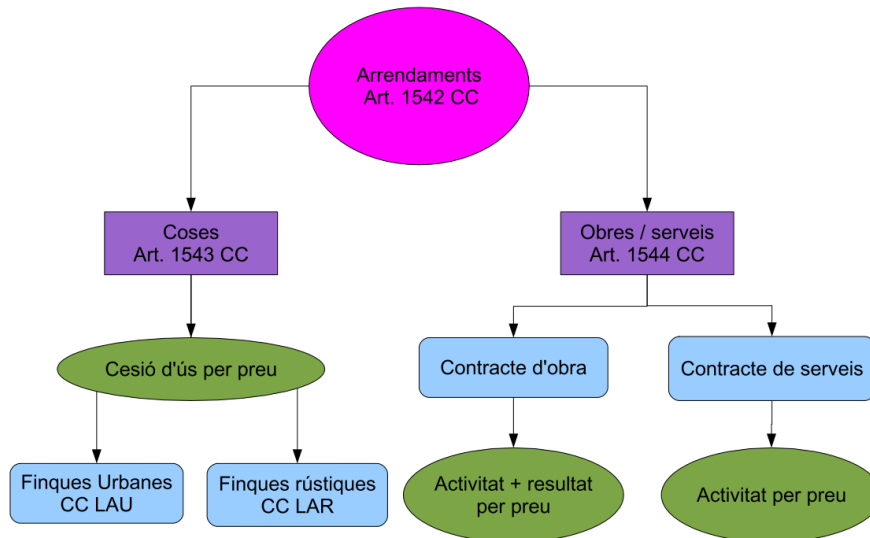 Arrendaments
Art. 1542 CC
Coses
Art. 1543 CC
Obres / serveis
Art. 1544 CC
Cesió d'ús per preu
Contracte d'obra
Contracte de serveis
Finques Urbanes
CC LAU
Finques rústiques
CC LAR
Activitat + resultat
per preu
Activitat per preu